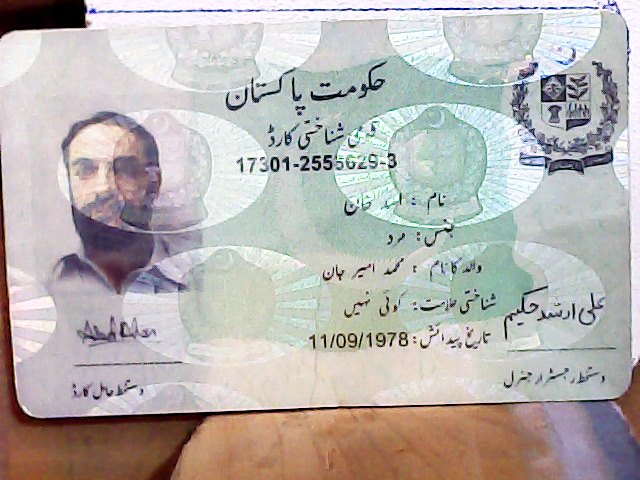 حکومت پاکستان
قومی شناختی کارڈ
17301-2555629-3
نام : اسد خان
جنس : مرد
والد کا نام : محمد امیر جان
شناختی علامت : کوئی نہیں
تاریخ پیدائش : 11/09/1978
علی ارشد حکیم
دستخط حامل کارڈ
دستخط رجسٹرار جنرل